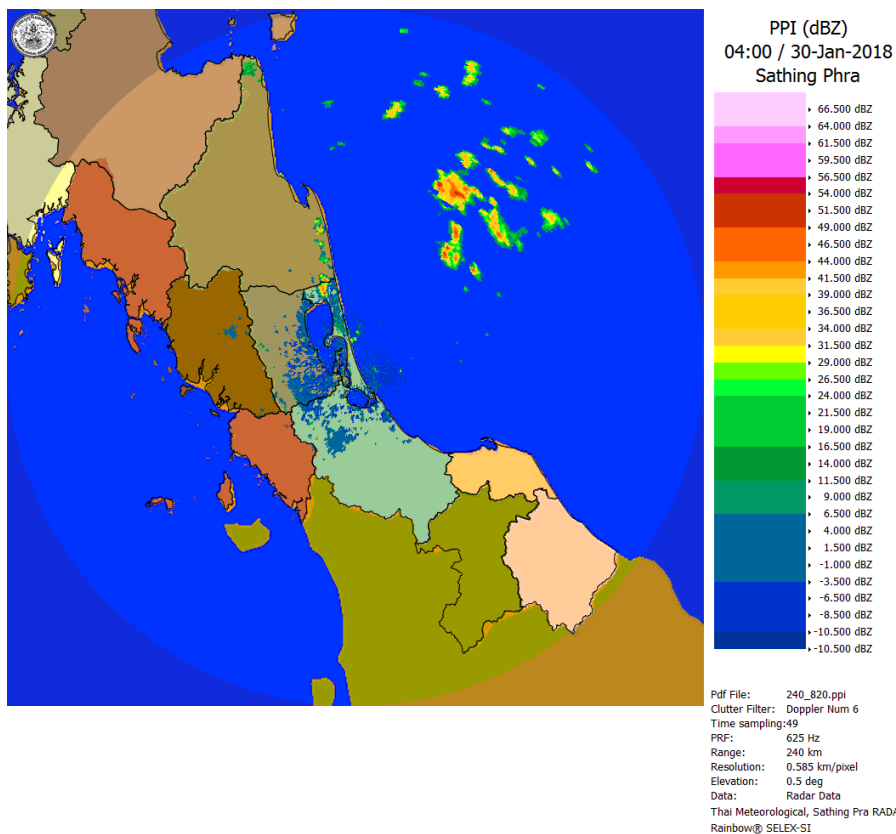 PPI (dBZ)
04:00 / 30-Jan-2018
Sathing Phra
66.500 dBZ
64.000 dBZ
61.500 dBZ
59.500 dBZ
56.500 dBZ
54.000 dBZ
51.500 dBZ
49.000 dBZ
46.500 dBZ
44.000 dBZ
41.500 dBZ
39.000 dBZ
36.500 dBZ
34.000 dBZ
31.500 dBZ
29.000 dBZ
26.500 dBZ
24.000 dBZ
21.500 dBZ
19.000 dBZ
16.500 dBZ
14.000 dBZ
11.500 dBZ
9.000 dBZ
6.500 dBZ
4.000 dBZ
1.500 dBZ
-1.000 dBZ
-3.500 dBZ
-6.500 dBZ
-8.500 dBZ
-10.500 dBZ
-10.500 dBZ
Pdf File: 240_820.ppi
Clutter Filter: Doppler Num 6
Time sampling:49
PRF: 625 Hz
Range: 240 km
Resolution: 0.585 km/pixel
Elevation: 0.5 deg
Data: Radar Data
Thai Meteorological, Sathing Pra RADA
Rainbow® SELEX-SI